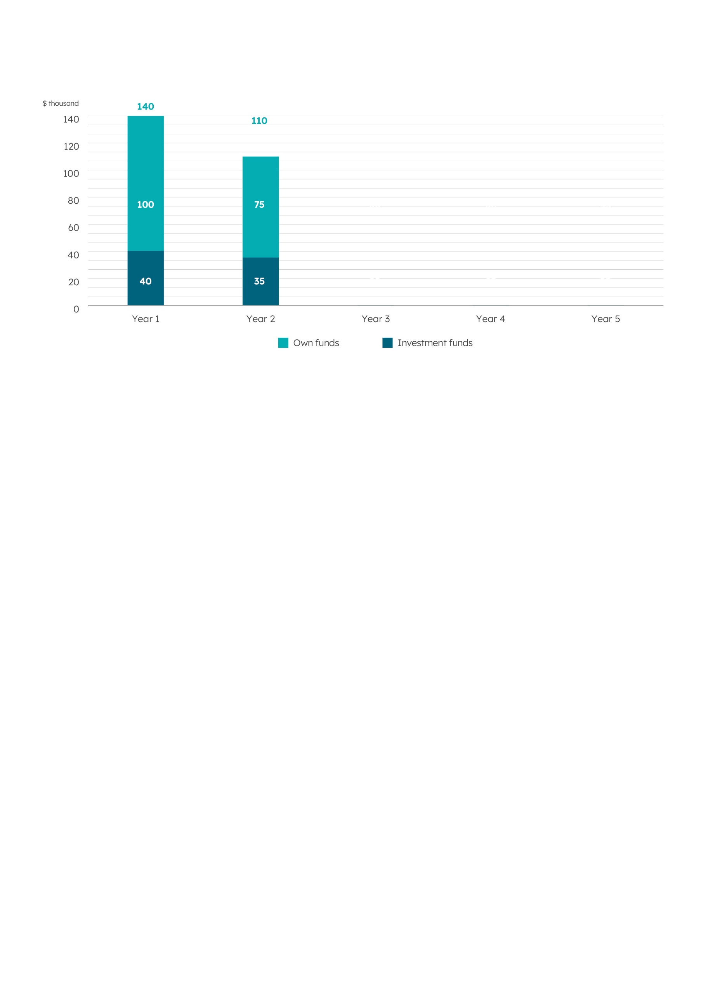 $ thousand
140
110
140
120
100
80
60
40
20
0
100
75
40
35
Year 1
Year 2
Year 3
Year 4
Year 5
Own funds
Investment funds